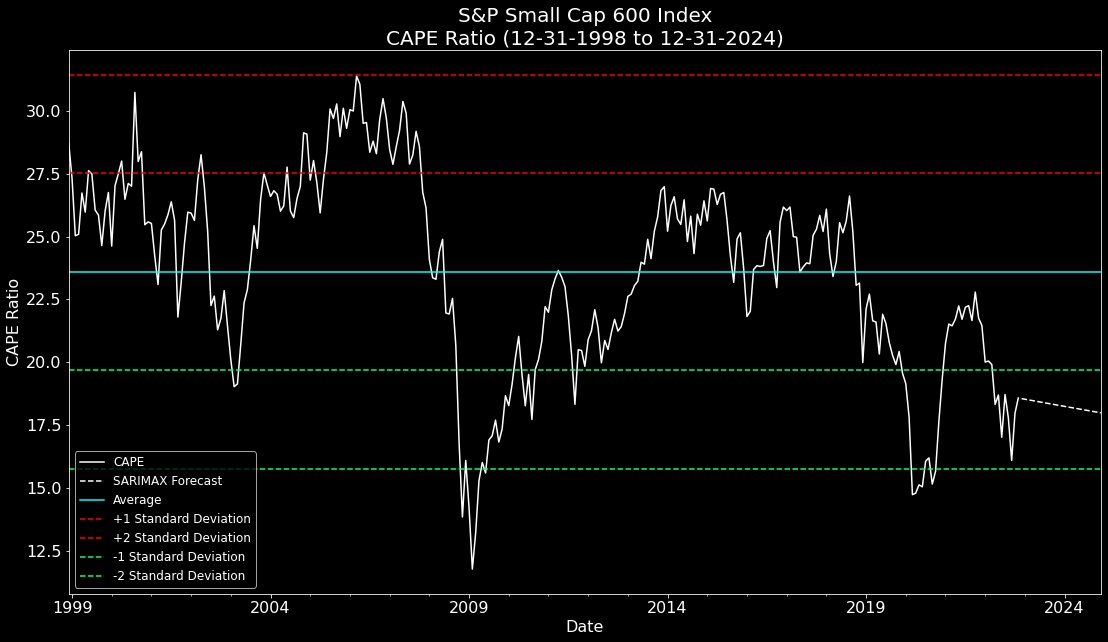 S&P Small Cap 600 Index
CAPE Ratio (12-31-1998 to 12-31-2024)
CAPE Ratio
30.0
27.5
25.0
22.5
20.0
17.5
15.0
12.5
CAPE
SARIMAX Forecast
Average
+1 Standard Deviation
+2 Standard Deviation
-1 Standard Deviation
-2 Standard Deviation
1999 2004 2009 2014 2019 2024
Date